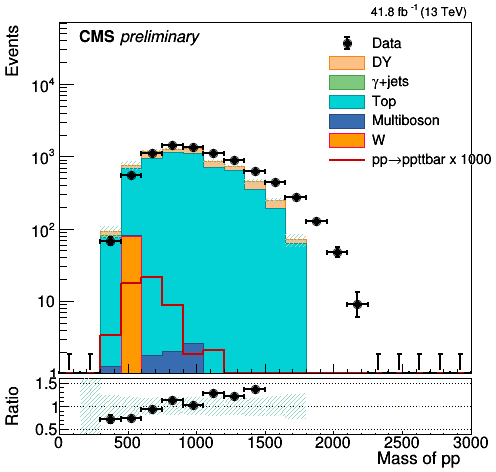 41.8 fb⁻¹ (13 TeV)
CMS preliminary
Events
10⁴
10³
10²
10
1
Data
DY
γ+jets
Top
Multiboson
W
pp→ppttbar x 1000
Ratio
1.5
1
0.5
0 500 1000 1500 2000 2500 3000
Mass of pp